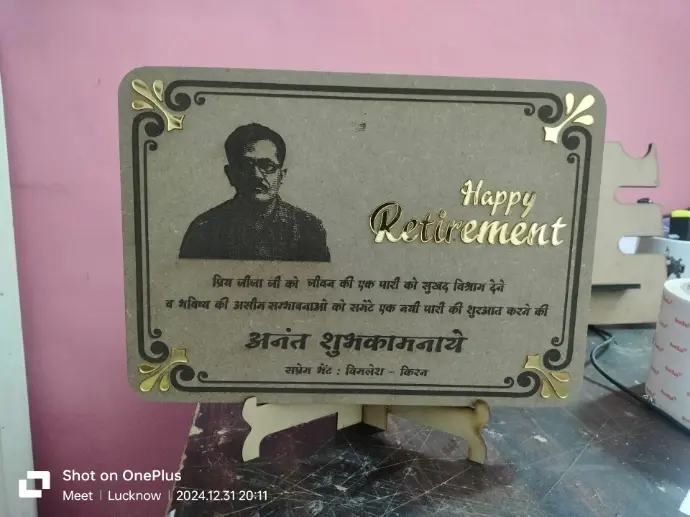 Happy
Retirement
प्रिय जीजा जी को जीवन की एक पारी को सुखद विश्राम देने
व भविष्य की असीम सम्भावनाओ को समेटे एक नयी पारी की शुरूआत करने की
अनंत शुभकामनाये
सप्रेम भेंट : विमलेश - किरन
Shot on OnePlus
Meet | Lucknow | 2024.12.31 20:11